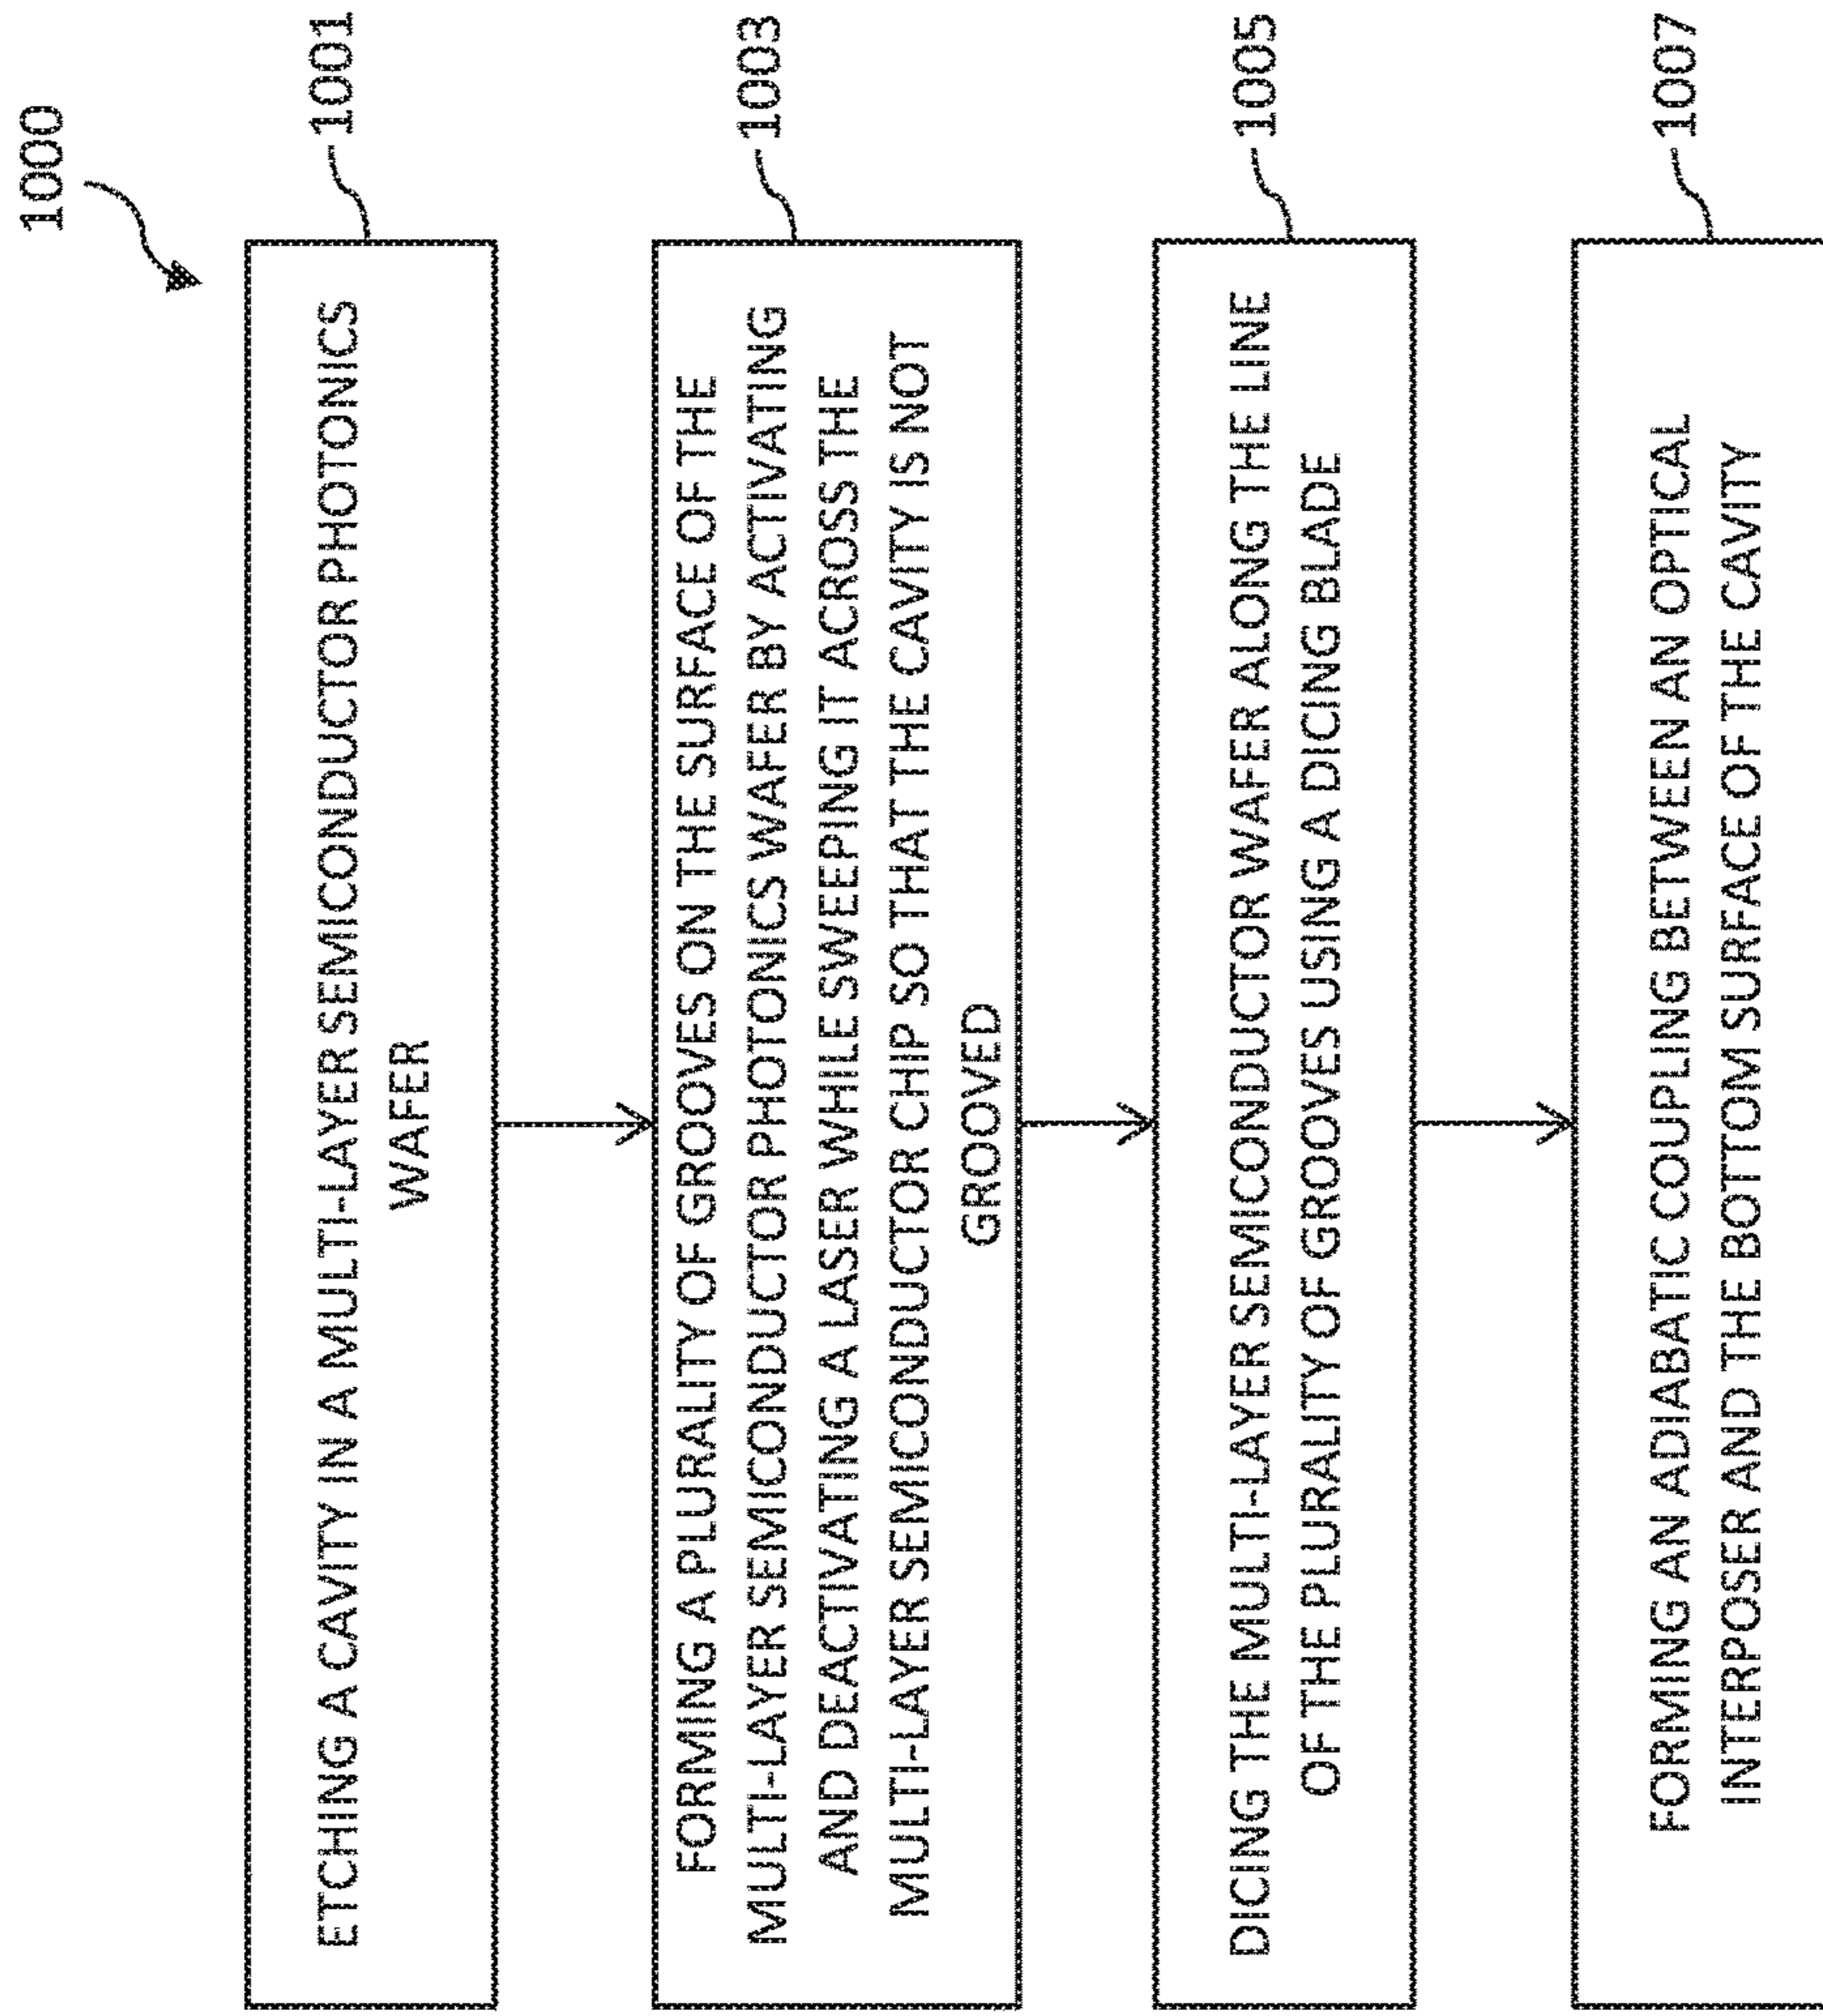 1000
ETCHING A CAVITY IN A MULTI-LAYER SEMICONDUCTOR PHOTONICS
WAFER
1001
FORMING A PLURALITY OF GROOVES ON THE SURFACE OF THE
MULTI-LAYER SEMICONDUCTOR PHOTONICS WAFER BY ACTIVATING
AND DEACTIVATING A LASER WHILE SWEEPING IT ACROSS THE
MULTI-LAYER SEMICONDUCTOR CHIP SO THAT THE CAVITY IS NOT
GROOVED
1003
DICING THE MULTI-LAYER SEMICONDUCTOR WAFER ALONG THE LINE
OF THE PLURALITY OF GROOVES USING A DICING BLADE
1005
FORMING AN ADIABATIC COUPLING BETWEEN AN OPTICAL
INTERPOSER AND THE BOTTOM SURFACE OF THE CAVITY
1007